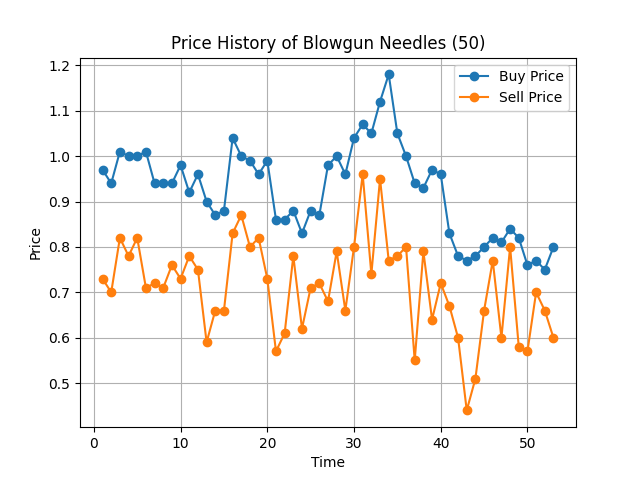 Price History of Blowgun Needles (50)
Buy Price
Sell Price
1.2
1.1
1.0
0.9
0.8
0.7
0.6
0.5
Price
0 10 20 30 40 50
Time